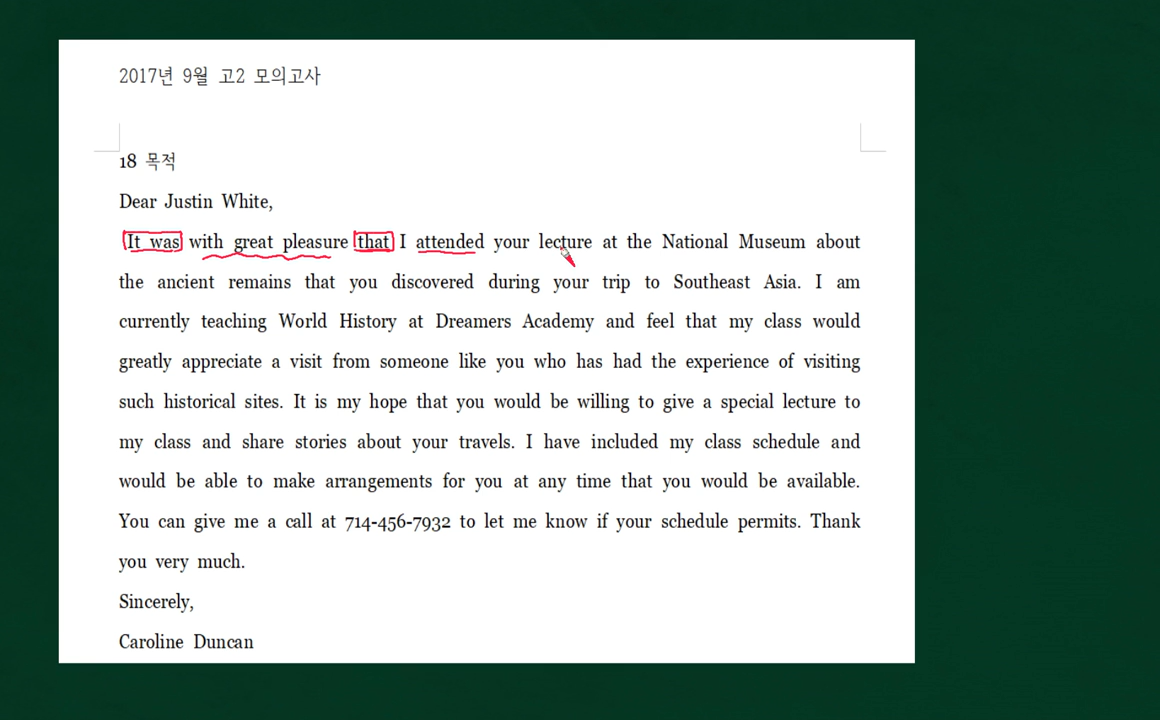 2017년 9월 고2 모의고사
18 목적
Dear Justin White,
It was with great pleasure that I attended your lecture at the National Museum about
the ancient remains that you discovered during your trip to Southeast Asia. I am
currently teaching World History at Dreamers Academy and feel that my class would
greatly appreciate a visit from someone like you who has had the experience of visiting
such historical sites. It is my hope that you would be willing to give a special lecture to
my class and share stories about your travels. I have included my class schedule and
would be able to make arrangements for you at any time that you would be available.
You can give me a call at 714-456-7932 to let me know if your schedule permits. Thank
you very much.
Sincerely,
Caroline Duncan